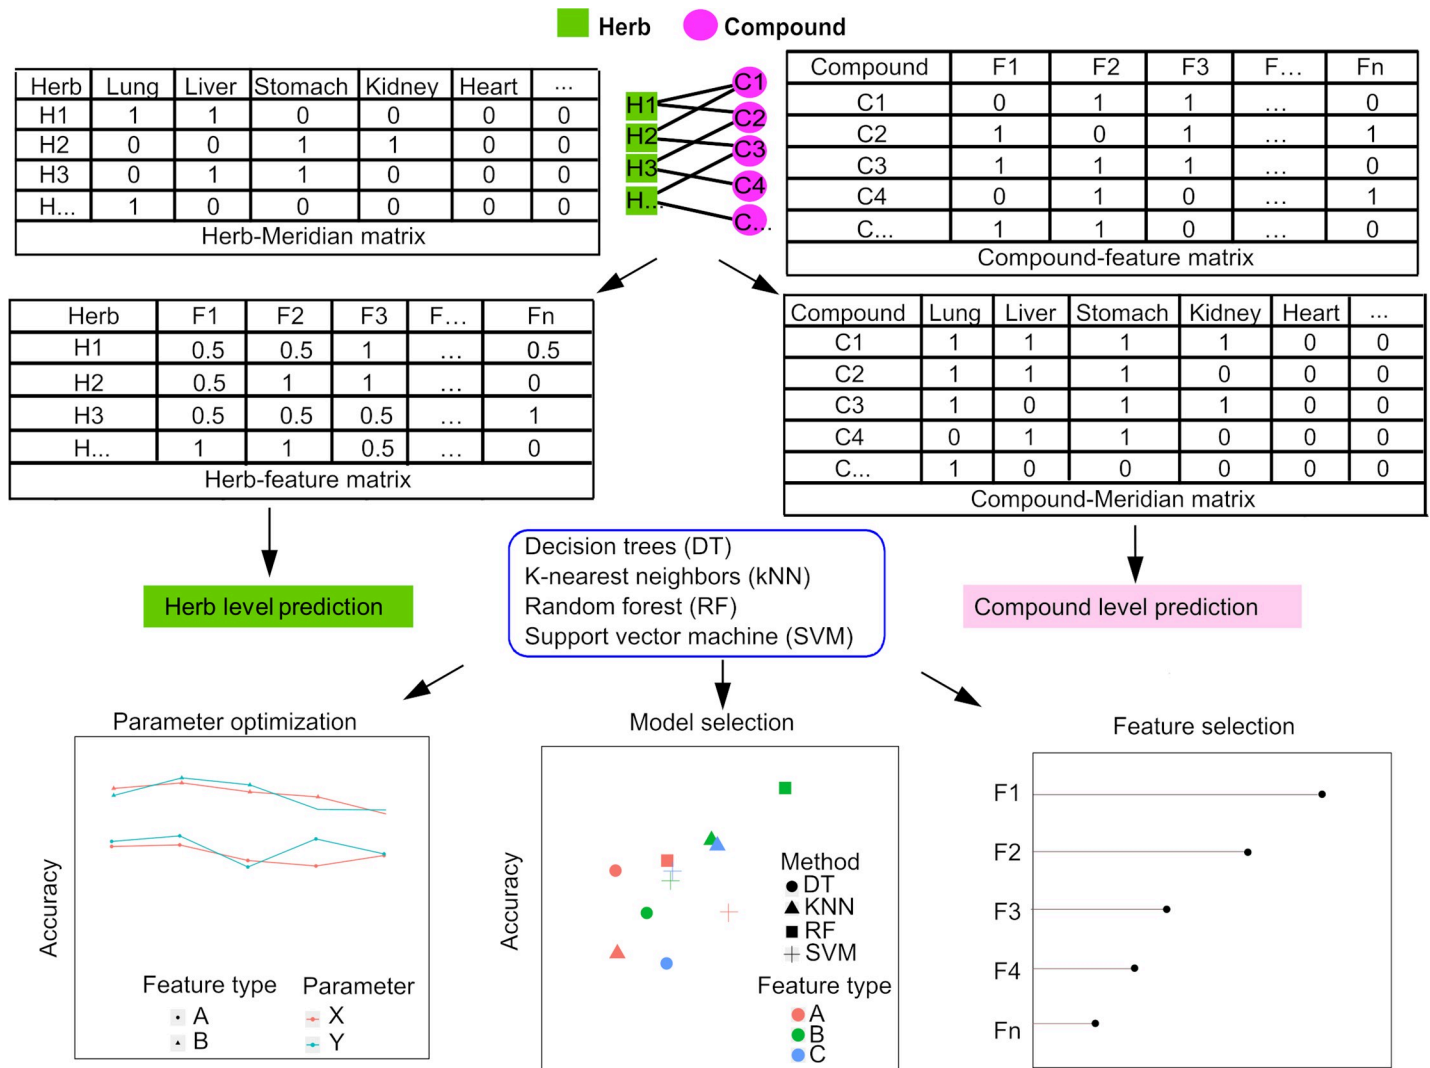 Herb Compound
Herb Lung Liver Stomach Kidney Heart ...
H1 1 1 0 0 0 0
H2 0 0 1 1 0 0
H3 0 1 1 0 0 0
H... 1 0 0 0 0 0
Herb-Meridian matrix
H1
H2
H3
H...
C1
C2
C3
C4
C...
Compound F1 F2 F3 F... Fn
C1 0 1 1 ... 0
C2 1 0 1 ... 1
C3 1 1 1 ... 0
C4 0 1 0 ... 1
C... 1 1 0 ... 0
Compound-feature matrix
Herb F1 F2 F3 F... Fn
H1 0.5 0.5 1 ... 0.5
H2 0.5 1 1 ... 0
H3 0.5 0.5 0.5 ... 1
H... 1 1 0.5 ... 0
Herb-feature matrix
Compound Lung Liver Stomach Kidney Heart ...
C1 1 1 1 1 0 0
C2 1 1 1 0 0 0
C3 1 0 1 1 0 0
C4 0 1 1 0 0 0
C... 1 0 0 0 0 0
Compound-Meridian matrix
Herb level prediction
Decision trees (DT)
K-nearest neighbors (kNN)
Random forest (RF)
Support vector machine (SVM)
Compound level prediction
Parameter optimization
Accuracy
Feature type
A
B
Parameter
X
Y
Model selection
Accuracy
Method
DT
KNN
RF
SVM
Feature type
A
B
C
Feature selection
F1
F2
F3
F4
Fn